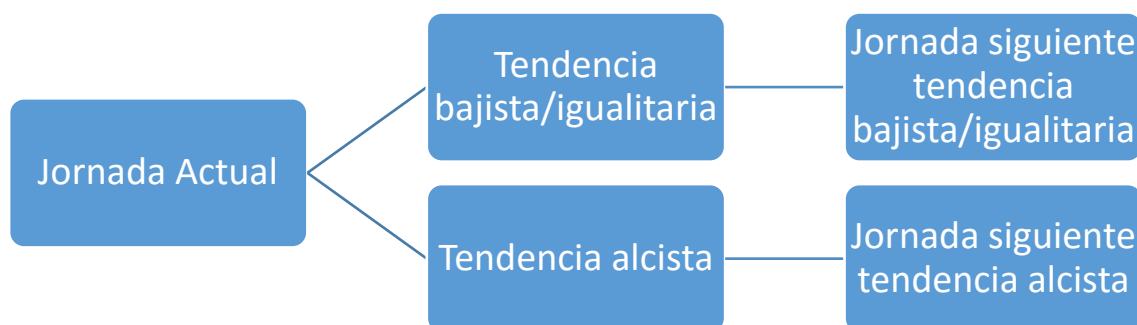 Jornada Actual
Tendencia
bajista/igualitaria
Jornada siguiente
tendencia
bajista/igualitaria
Tendencia alcista
Jornada siguiente
tendencia alcista